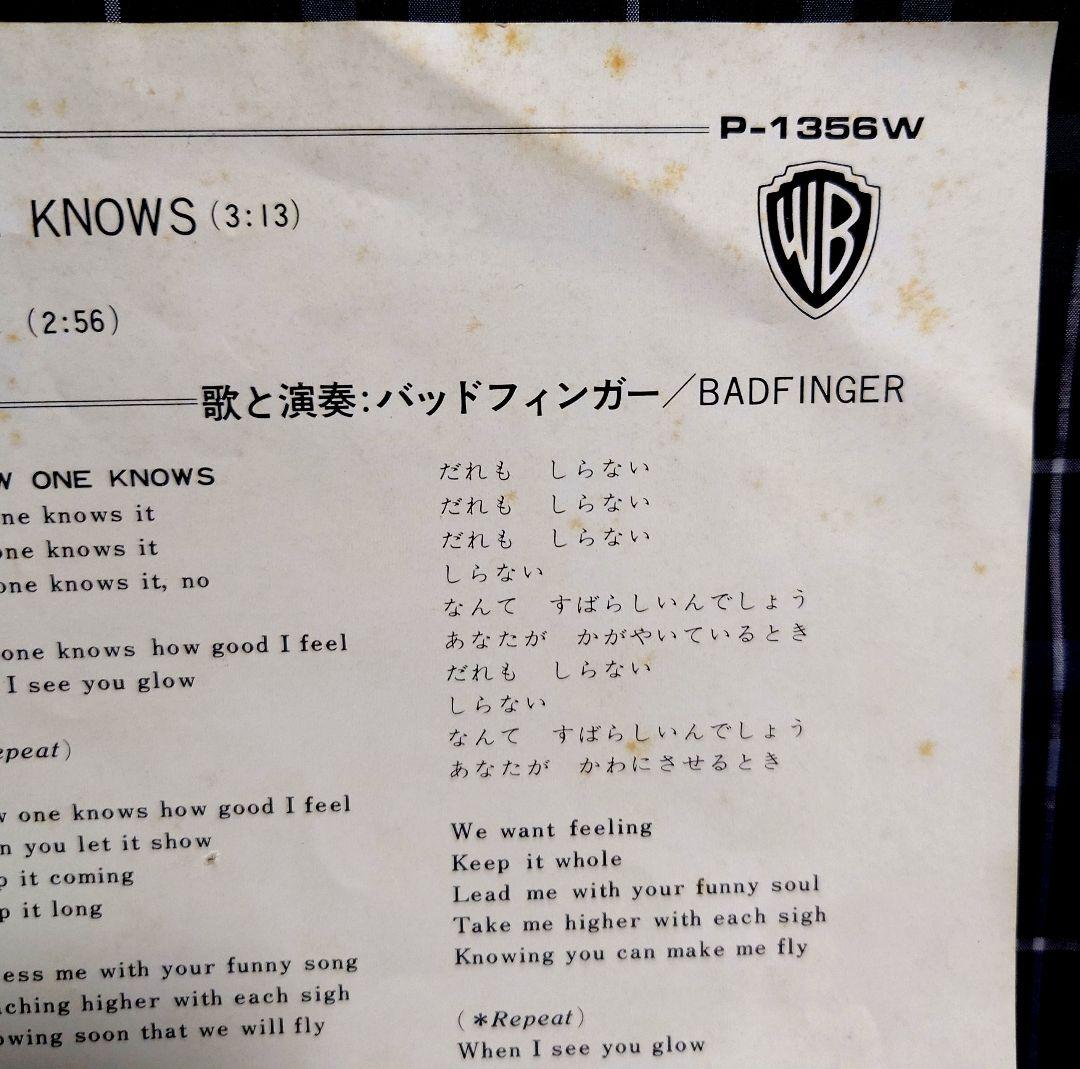 P-1356W
WB
KNOWS (3:13)
(2:56)
歌と演奏:バッドフィンガー／BADFINGER
W ONE KNOWS
ne knows it
one knows it
one knows it, no
one knows how good I feel
I see you glow
epeat)
w one knows how good I feel
n you let it show
p it coming
p it long
ess me with your funny song
aching higher with each sigh
owing soon that we will fly
だれも　しらない
だれも　しらない
だれも　しらない
しらない
なんて　すばらしいんでしょう
あなたが　かがやいているとき
だれも　しらない
しらない
なんて　すばらしいんでしょう
あなたが　かわにさせるとき
We want feeling
Keep it whole
Lead me with your funny soul
Take me higher with each sigh
Knowing you can make me fly
(*Repeat)
When I see you glow